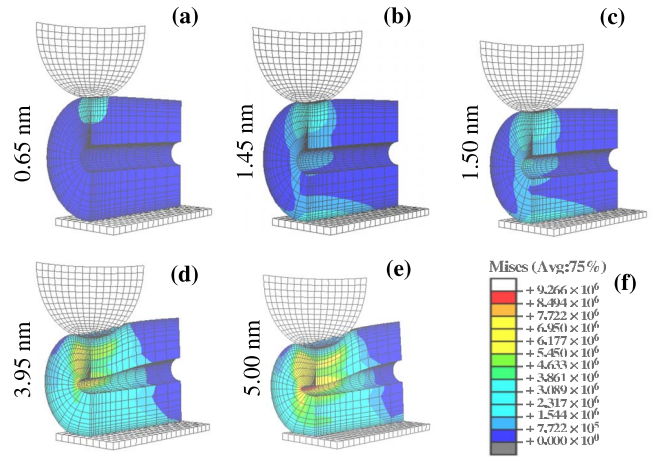 (a)
(b)
(c)
0.65 nm
1.45 nm
1.50 nm
(d)
(e)
(f)
3.95 nm
5.00 nm
Mises (Avg:75%)
+ 9.266 × 10⁶
+ 8.494 × 10⁶
+ 7.722 × 10⁶
+ 6.950 × 10⁶
+ 6.177 × 10⁶
+ 5.450 × 10⁶
+ 4.633 × 10⁶
+ 3.861 × 10⁶
+ 3.089 × 10⁶
+ 2.317 × 10⁶
+ 1.544 × 10⁶
+ 7.722 × 10⁵
+ 0.000 × 10⁰